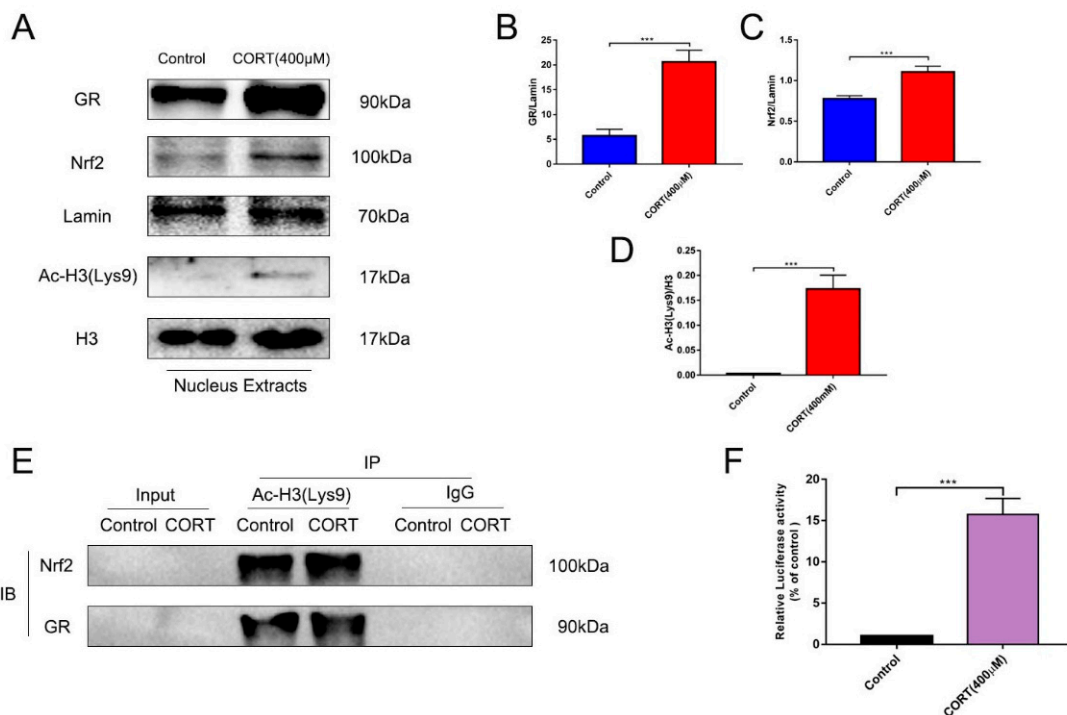 A
Control CORT(400μM)
GR 90kDa
Nrf2 100kDa
Lamin 70kDa
Ac-H3(Lys9) 17kDa
H3 17kDa
Nucleus Extracts
B
***
GR/Lamin
25
20
15
10
5
0
Control
CORT(400μM)
C
***
Nrf2/Lamin
1.5
1.0
0.5
0.0
Control
CORT(400μM)
D
***
Ac-H3(Lys9)/H3
0.25
0.20
0.15
0.10
0.05
0.00
Control
CORT(400mM)
E
IP
Input Ac-H3(Lys9) IgG
Control CORT Control CORT Control CORT
IB
Nrf2 100kDa
GR 90kDa
F
***
Relative Luciferase activity
(% of control )
20
15
10
5
0
Control
CORT(400μM)